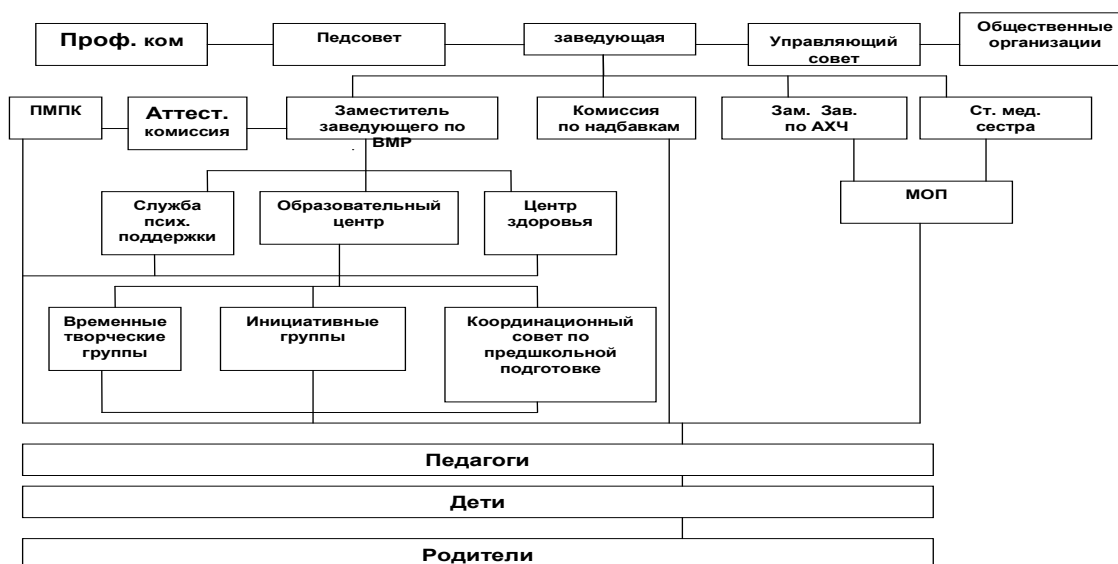 Проф. ком
Педсовет
заведующая
Управляющий
совет
Общественные
организации
ПМПК
Аттест.
комиссия
Заместитель
заведующего по
ВМР
Комиссия
по надбавкам
Зам. Зав.
по АХЧ
Ст. мед.
сестра
Служба
псих.
поддержки
Образовательный
центр
Центр
здоровья
МОП
Временные
творческие
группы
Инициативные
группы
Координационный
совет по
предшкольной
подготовке
Педагоги
Дети
Родители